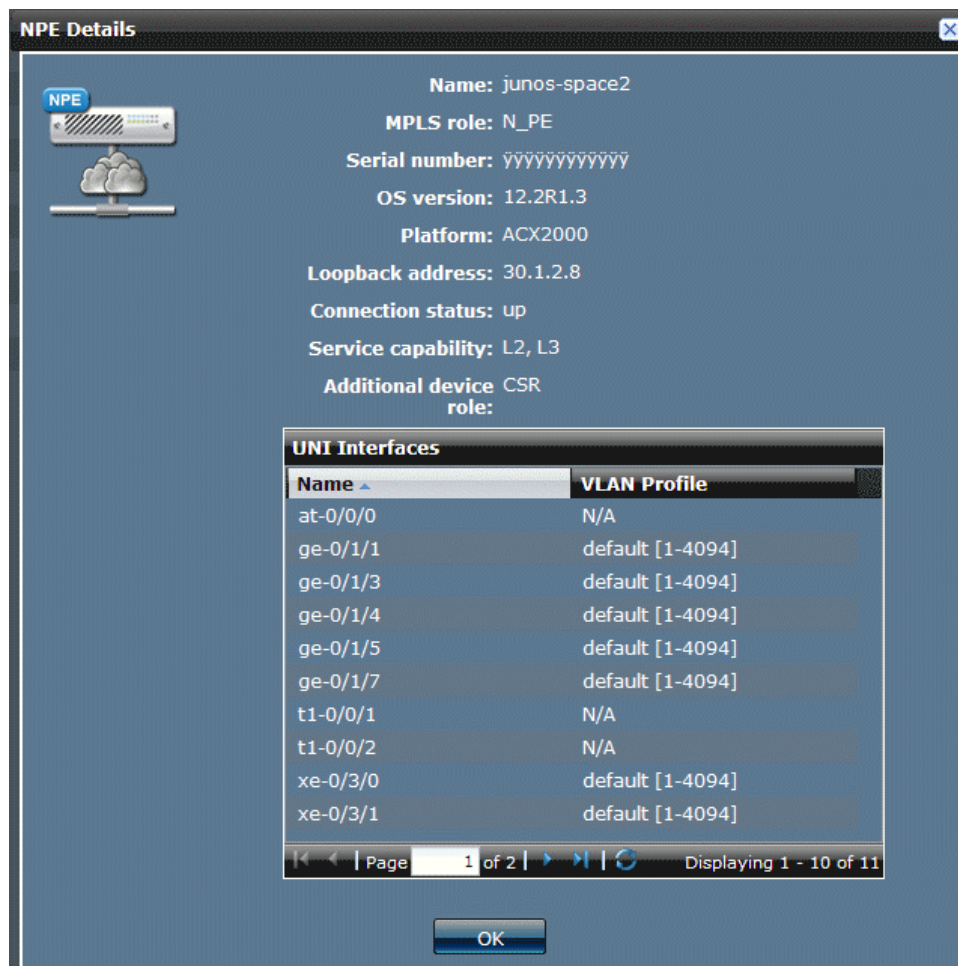 NPE Details
NPE
Name: junos-space2
MPLS role: N_PE
Serial number: ÿÿÿÿÿÿÿÿÿÿÿÿ
OS version: 12.2R1.3
Platform: ACX2000
Loopback address: 30.1.2.8
Connection status: up
Service capability: L2, L3
Additional device CSR
role:
UNI Interfaces
Name VLAN Profile
at-0/0/0 N/A
ge-0/1/1 default [1-4094]
ge-0/1/3 default [1-4094]
ge-0/1/4 default [1-4094]
ge-0/1/5 default [1-4094]
ge-0/1/7 default [1-4094]
t1-0/0/1 N/A
t1-0/0/2 N/A
xe-0/3/0 default [1-4094]
xe-0/3/1 default [1-4094]
Page 1 of 2 Displaying 1 - 10 of 11
OK